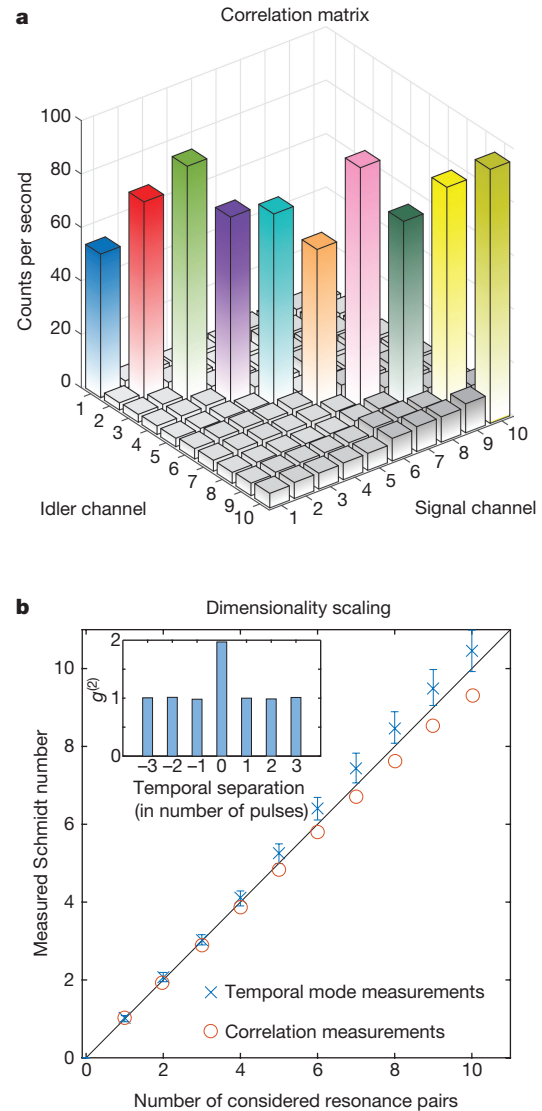 a
Correlation matrix
Counts per second
100
80
60
40
20
0
1
2
3
4
5
6
7
8
9
10
Idler channel
1
2
3
4
5
6
7
8
9
10
Signal channel
b
Dimensionality scaling
Measured Schmidt number
10
8
6
4
2
0
g(2)
2
1
0
−3 −2 −1 0 1 2 3
Temporal separation
(in number of pulses)
Temporal mode measurements
Correlation measurements
0 2 4 6 8 10
Number of considered resonance pairs